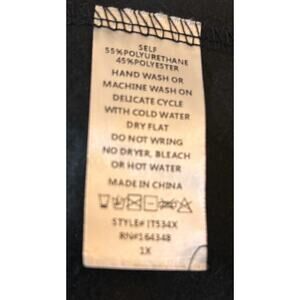 SELF
55%POLYURETHANE
45%POLYESTER
HAND WASH OR
MACHINE WASH ON
DELICATE CYCLE
WITH COLD WATER
DRY FLAT
DO NOT WRING
NO DRYER, BLEACH
OR HOT WATER
MADE IN CHINA
STYLE# IT534X
RN#164348
1X